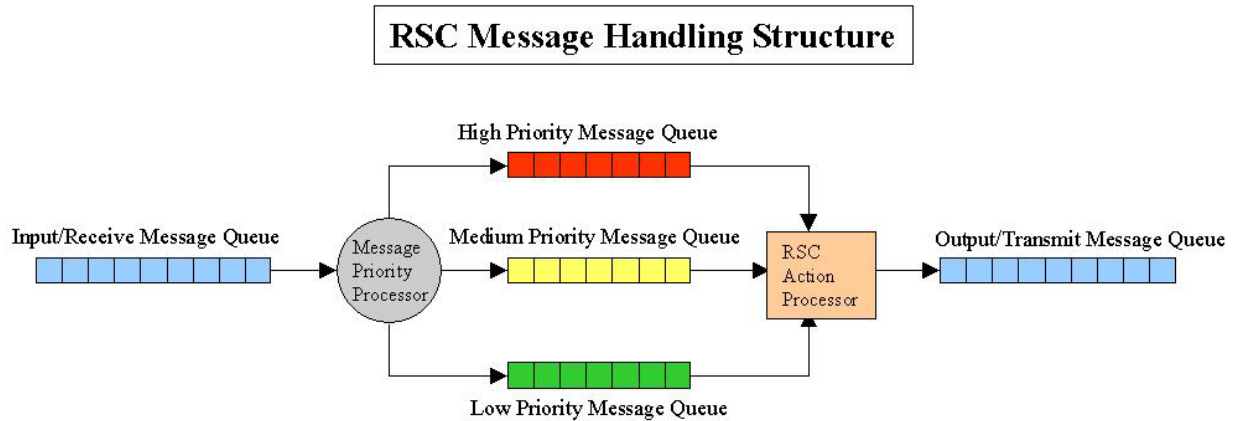 RSC Message Handling Structure
High Priority Message Queue
Input/Receive Message Queue
Message
Priority
Processor
Medium Priority Message Queue
RSC
Action
Processor
Output/Transmit Message Queue
Low Priority Message Queue